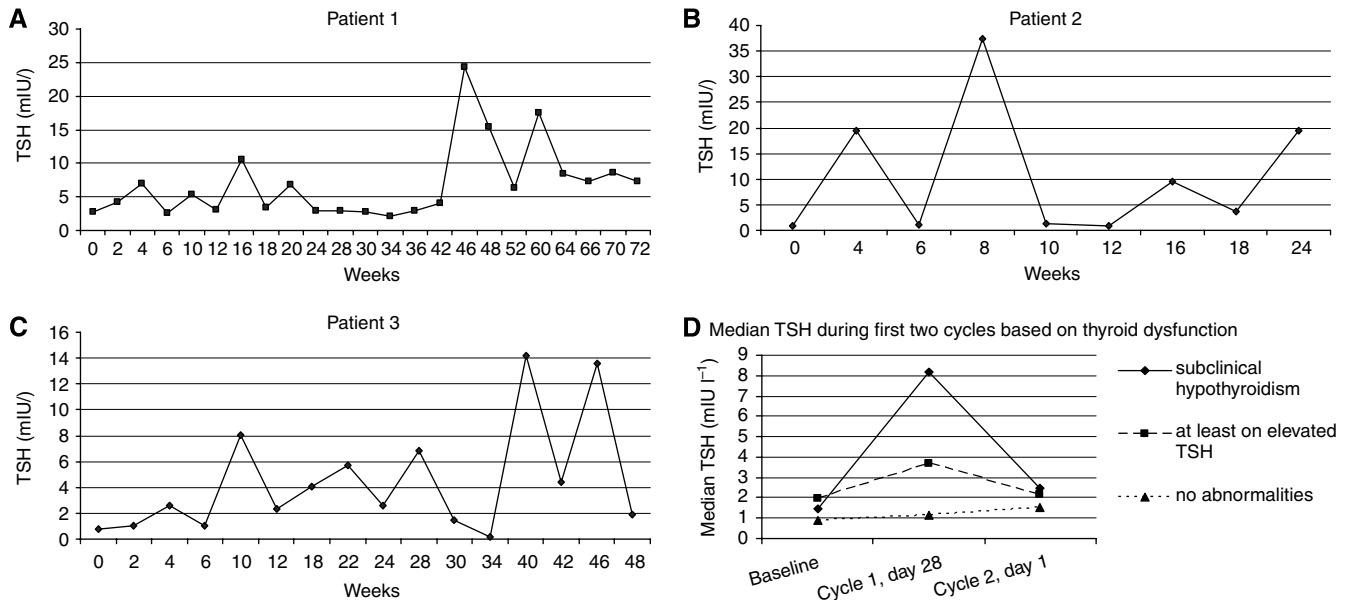 A
Patient 1
30
25
20
15
10
5
0
TSH (mIU/)
0 2 4 6 10 12 16 18 20 24 28 30 34 36 42 46 48 52 60 64 66 70 72
Weeks
B
Patient 2
40
35
30
25
20
15
10
5
0
TSH (mIU/)
0 4 6 8 10 12 16 18 24
Weeks
C
Patient 3
16
14
12
10
8
6
4
2
0
TSH (mIU/)
0 2 4 6 10 12 18 22 24 28 30 34 40 42 46 48
Weeks
D Median TSH during first two cycles based on thyroid dysfunction
9
8
7
6
5
4
3
2
1
0
Median TSH (mIU l⁻¹)
Baseline
Cycle 1, day 28
Cycle 2, day 1
subclinical
hypothyroidism
at least on elevated
TSH
no abnormalities